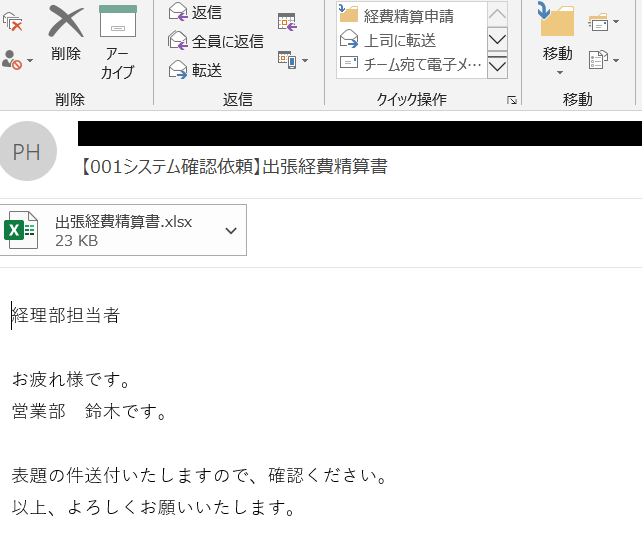 削除
アー
カイブ
削除
返信
全員に返信
転送
返信
経費精算申請
上司に転送
チーム宛て電子メ…
クイック操作
移動
移動
PH
【001システム確認依頼】出張経費精算書
出張経費精算書.xlsx
23 KB
経理部担当者
お疲れ様です。
営業部　鈴木です。
表題の件送付いたしますので、確認ください。
以上、よろしくお願いいたします。